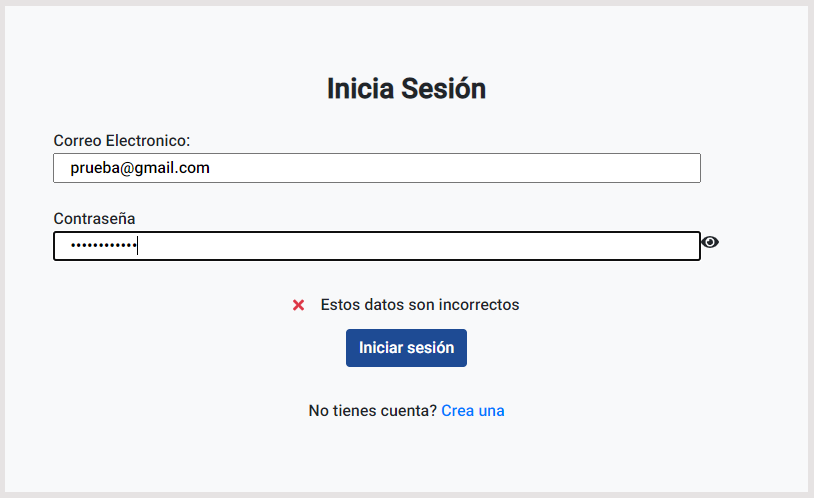 Inicia Sesión
Correo Electronico:
prueba@gmail.com
Contraseña
••••••••••••
Estos datos son incorrectos
Iniciar sesión
No tienes cuenta? Crea una